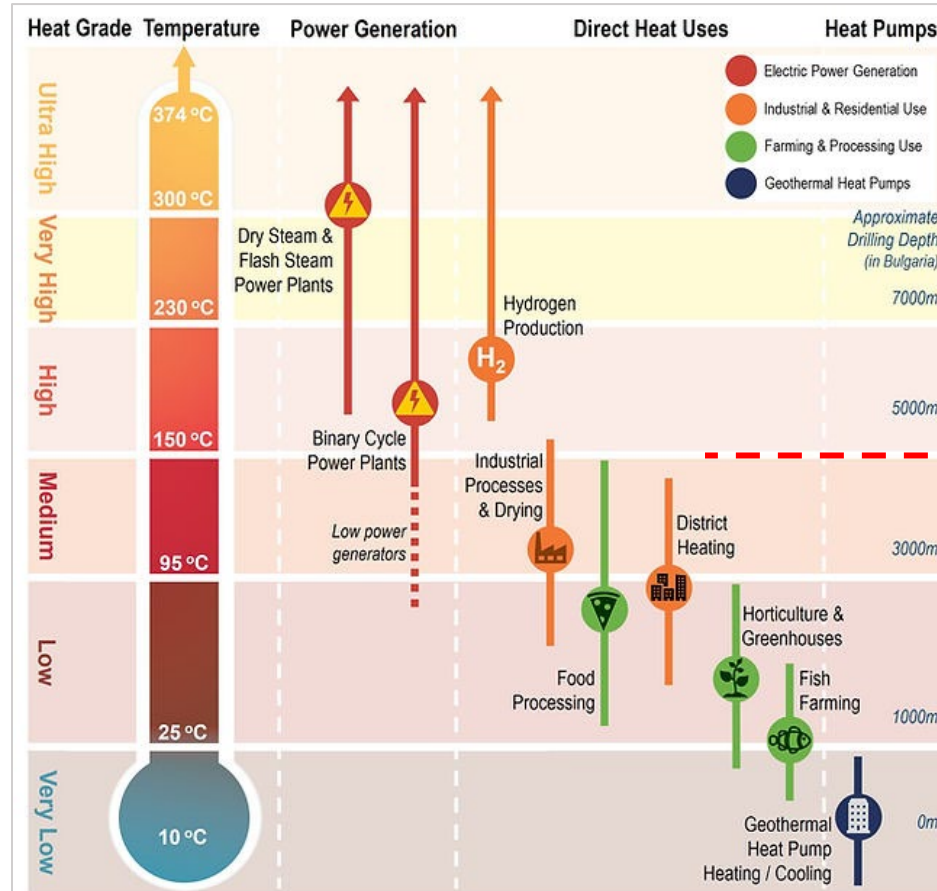 Heat Grade Temperature Power Generation Direct Heat Uses Heat Pumps
Ultra High
374 °C
300 °C
Electric Power Generation
Industrial & Residential Use
Farming & Processing Use
Geothermal Heat Pumps
Very High
230 °C
Dry Steam &
Flash Steam
Power Plants
Approximate
Drilling Depth
(in Bulgaria)
7000m
Hydrogen
Production
High
H₂
150 °C
5000m
Binary Cycle
Power Plants
Industrial
Processes
& Drying
Medium
95 °C
Low power
generators
District
Heating
3000m
Low
25 °C
Food
Processing
Horticulture &
Greenhouses
Fish
Farming
1000m
Very Low
10 °C
Geothermal
Heat Pump
Heating / Cooling
0m